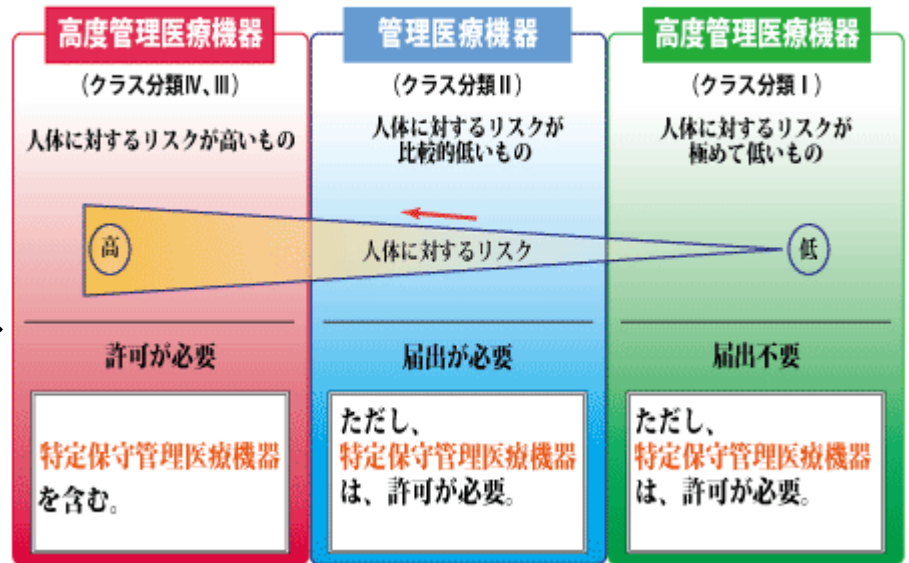 高度管理医療機器
(クラス分類Ⅳ、Ⅲ)
人体に対するリスクが高いもの
高
許可が必要
特定保守管理医療機器
を含む。
管理医療機器
(クラス分類Ⅱ)
人体に対するリスクが
比較的低いもの
人体に対するリスク
届出が必要
ただし、
特定保守管理医療機器
は、許可が必要。
高度管理医療機器
(クラス分類Ⅰ)
人体に対するリスクが
極めて低いもの
低
届出不要
ただし、
特定保守管理医療機器
は、許可が必要。